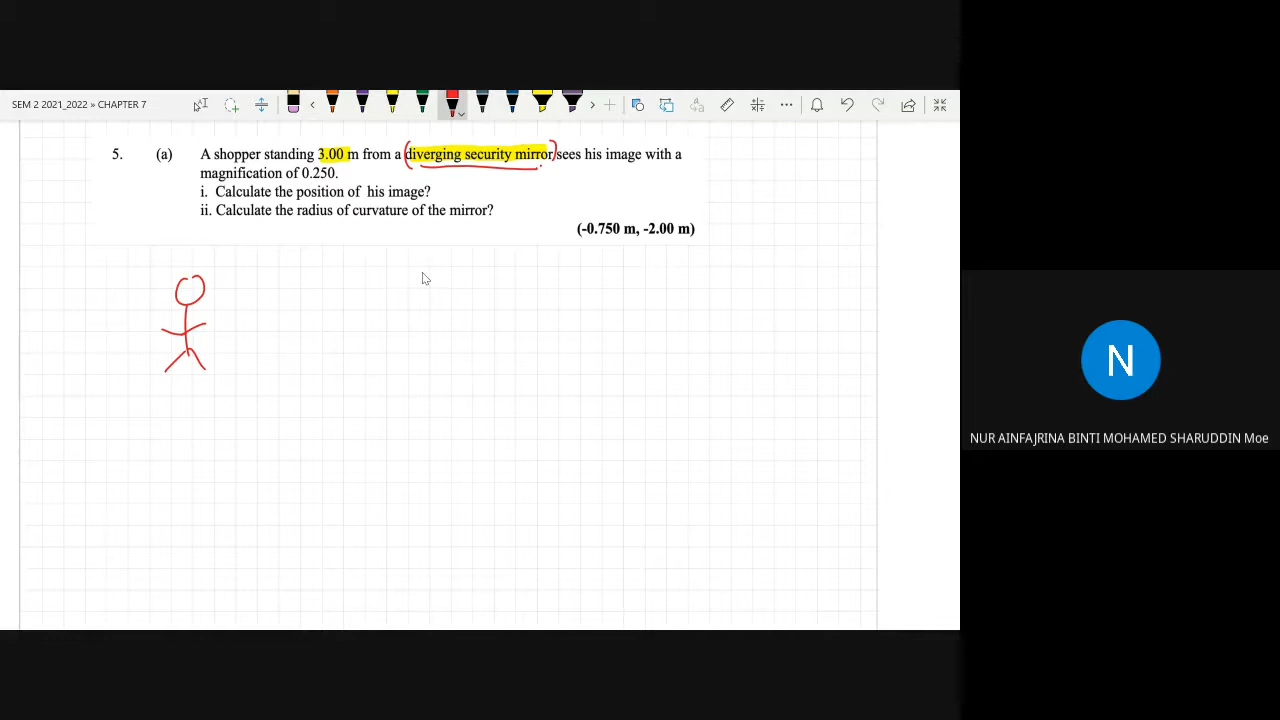 SEM 2 2021_2022 » CHAPTER 7
5. (a) A shopper standing 3.00 m from a diverging security mirror sees his image with a
magnification of 0.250.
i. Calculate the position of his image?
ii. Calculate the radius of curvature of the mirror?
(-0.750 m, -2.00 m)
N
NUR AINFAJRINA BINTI MOHAMED SHARUDDIN Moe